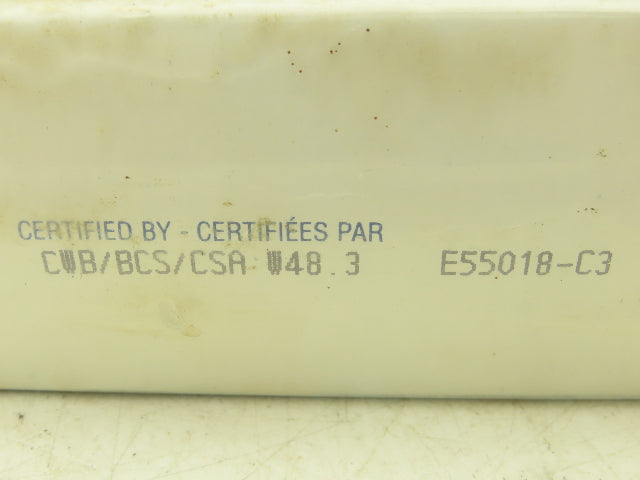 CERTIFIED BY - CERTIFIÉES PAR
CWB/BCS/CSA W48.3 E55018-C3